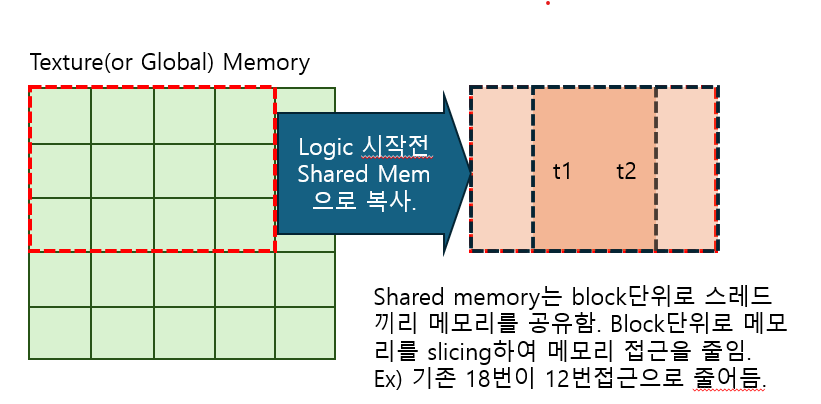 Texture(or Global) Memory
Logic 시작전
Shared Mem
으로 복사.
t1 t2
Shared memory는 block단위로 스레드
끼리 메모리를 공유함. Block단위로 메모
리를 slicing하여 메모리 접근을 줄임.
Ex) 기존 18번이 12번접근으로 줄어듬.